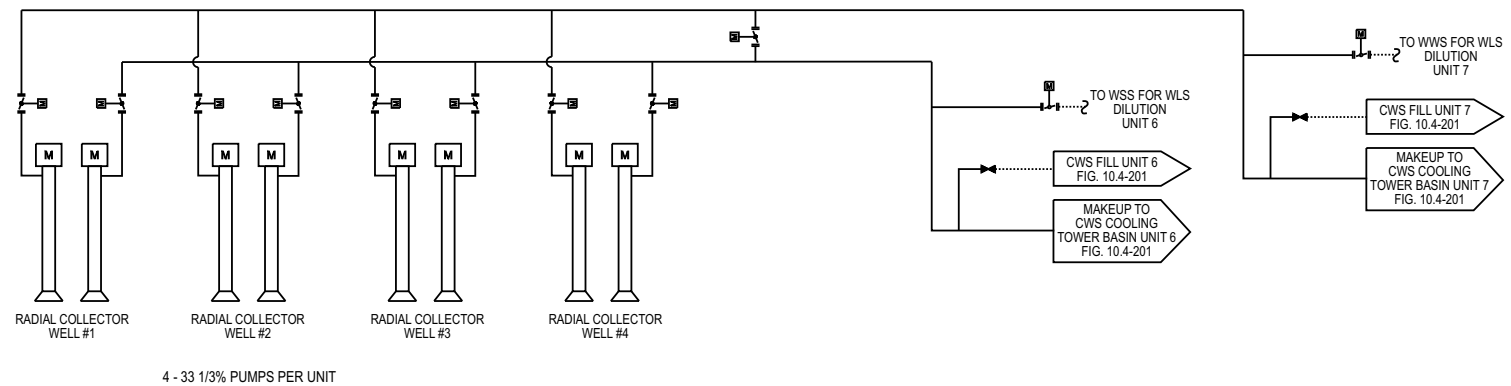 M
TO WWS FOR WLS
DILUTION
UNIT 7
M
M
TO WSS FOR WLS
DILUTION
UNIT 6
M
M
M
M
M
M
M
M
CWS FILL UNIT 7
FIG. 10.4-201
M
M
M
M
M
M
M
M
MAKEUP TO
CWS COOLING
TOWER BASIN UNIT 7
FIG. 10.4-201
CWS FILL UNIT 6
FIG. 10.4-201
MAKEUP TO
CWS COOLING
TOWER BASIN UNIT 6
FIG. 10.4-201
RADIAL COLLECTOR
WELL #1
RADIAL COLLECTOR
WELL #2
RADIAL COLLECTOR
WELL #3
RADIAL COLLECTOR
WELL #4
4 - 33 1/3% PUMPS PER UNIT